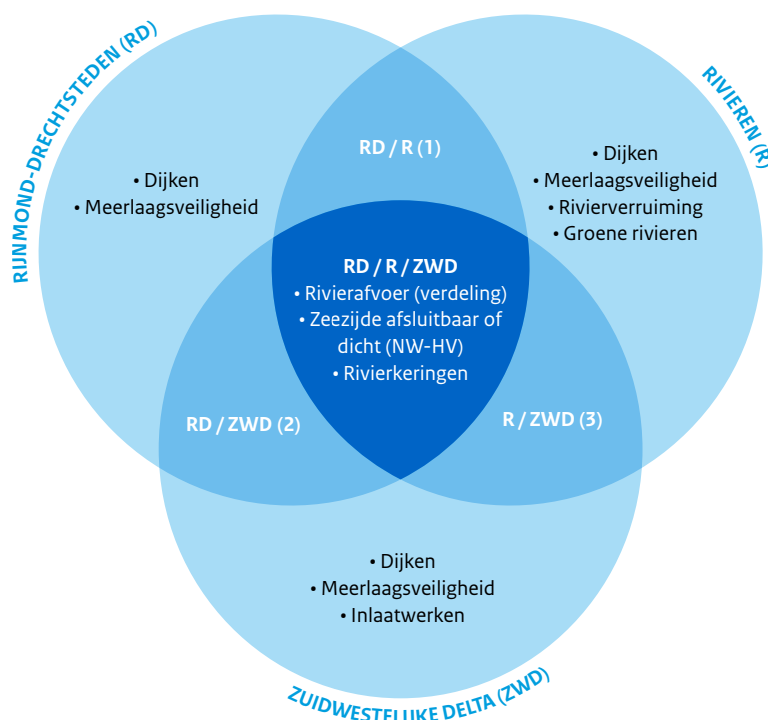 RIJNMOND-DRECHTSTEDEN (RD)
RIVIEREN (R)
RD / R (1)
• Dijken
• Meerlaagsveiligheid
• Dijken
• Meerlaagsveiligheid
• Rivierverruiming
• Groene rivieren
RD / R / ZWD
• Rivierafvoer (verdeling)
• Zeezijde afsluitbaar of
dicht (NW-HV)
• Rivierkeringen
RD / ZWD (2)
R / ZWD (3)
• Dijken
• Meerlaagsveiligheid
• Inlaatwerken
ZUIDWESTELIJKE DELTA (ZWD)